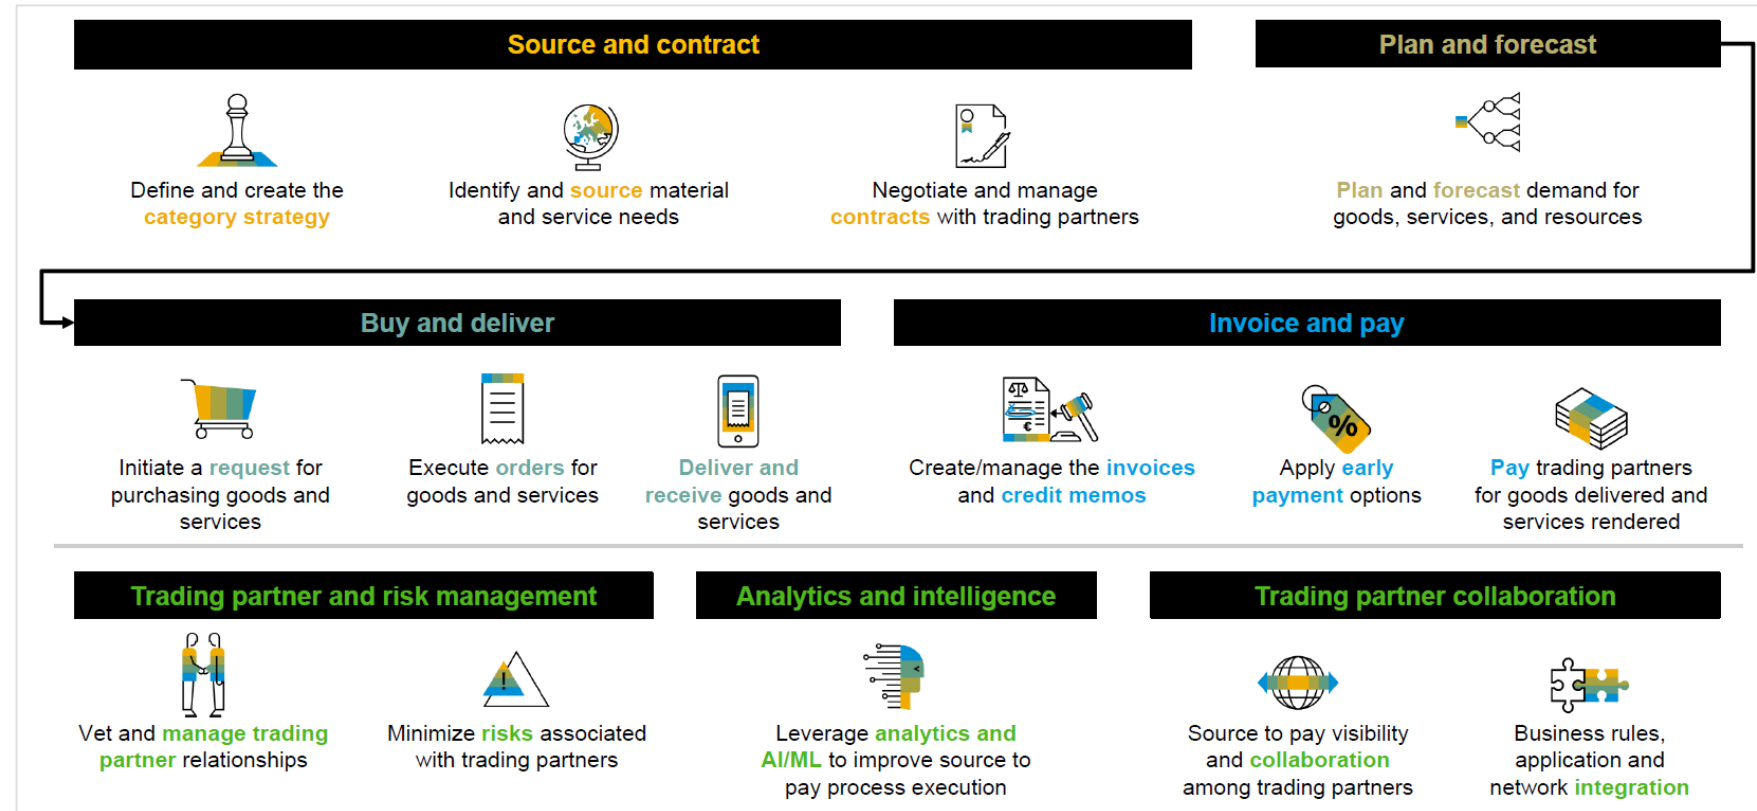 Source and contract
Plan and forecast
Define and create the
category strategy
Identify and source material
and service needs
Negotiate and manage
contracts with trading partners
Plan and forecast demand for
goods, services, and resources
Buy and deliver
Invoice and pay
Initiate a request for
purchasing goods and
services
Execute orders for
goods and services
Deliver and
receive goods and
services
€
Create/manage the invoices
and credit memos
%
Apply early
payment options
Pay trading partners
for goods delivered and
services rendered
Trading partner and risk management
Analytics and intelligence
Trading partner collaboration
Vet and manage trading
partner relationships
!
Minimize risks associated
with trading partners
Leverage analytics and
AI/ML to improve source to
pay process execution
Source to pay visibility
and collaboration
among trading partners
Business rules,
application and
network integration